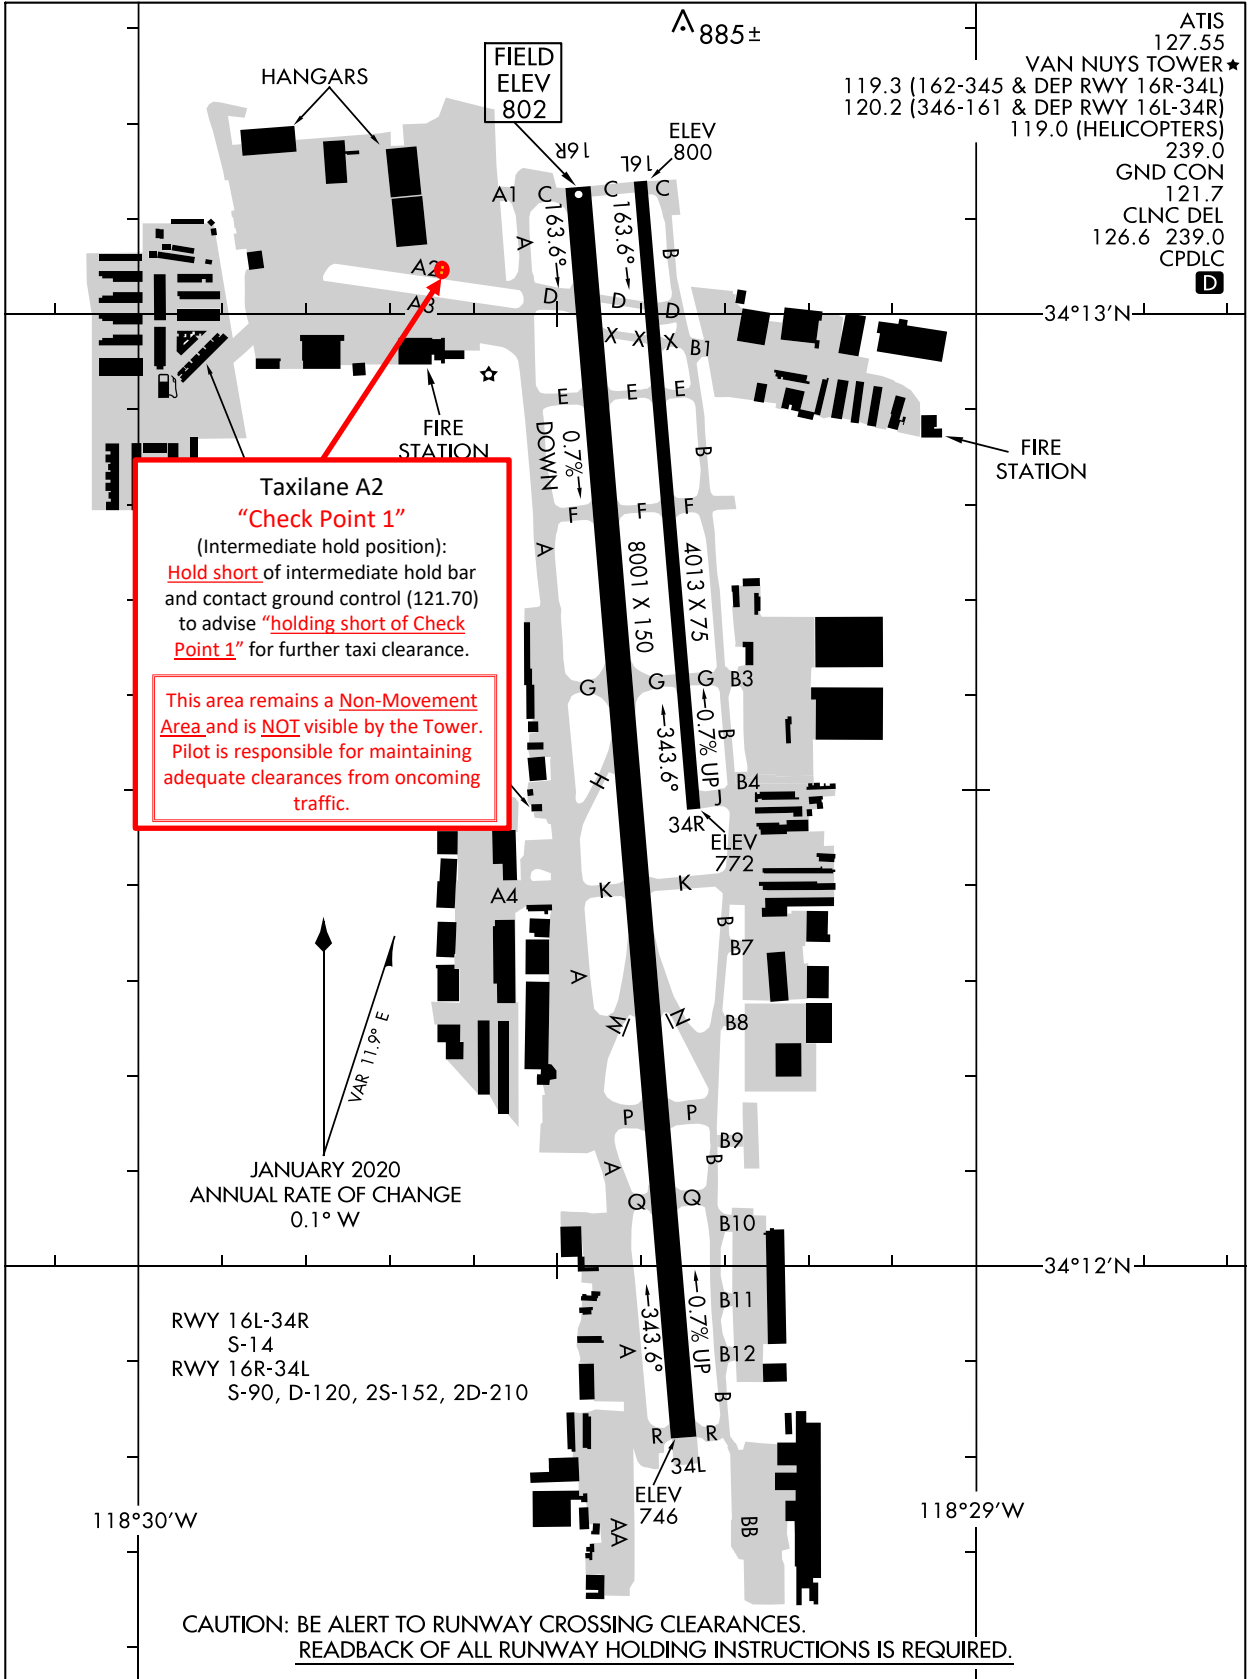 885±
ATIS
127.55
VAN NUYS TOWER★
119.3 (162-345 & DEP RWY 16R-34L)
120.2 (346-161 & DEP RWY 16L-34R)
119.0 (HELICOPTERS)
239.0
GND CON
121.7
CLNC DEL
126.6 239.0
CPDLC
D
FIELD
ELEV
802
HANGARS
ELEV
800
16R
16L
A1
C
C
C
163.6°
163.6°
A
B
A2
A3
D
D
D
34°13'N
X
X
X
B1
E
E
E
FIRE
STATION
FIRE
STATION
0.7%
DOWN
B
F
F
F
A
8001 X 150
4013 X 75
Taxilane A2
“Check Point 1”
(Intermediate hold position):
Hold short of intermediate hold bar
and contact ground control (121.70)
to advise “holding short of Check
Point 1” for further taxi clearance.
This area remains a Non-Movement
Area and is NOT visible by the Tower.
Pilot is responsible for maintaining
adequate clearances from oncoming
traffic.
G
G
G
B3
343.6°
0.7% UP
B
H
B4
J
34R
ELEV
772
K
K
A4
B
B7
A
M
N
B8
VAR 11.9° E
P
P
B9
A
B
JANUARY 2020
ANNUAL RATE OF CHANGE
0.1° W
Q
Q
B10
34°12'N
343.6°
0.7% UP
B11
A
B12
B
RWY 16L-34R
S-14
RWY 16R-34L
S-90, D-120, 2S-152, 2D-210
R
R
34L
ELEV
746
118°30'W
118°29'W
AA
BB
CAUTION: BE ALERT TO RUNWAY CROSSING CLEARANCES.
READBACK OF ALL RUNWAY HOLDING INSTRUCTIONS IS REQUIRED.